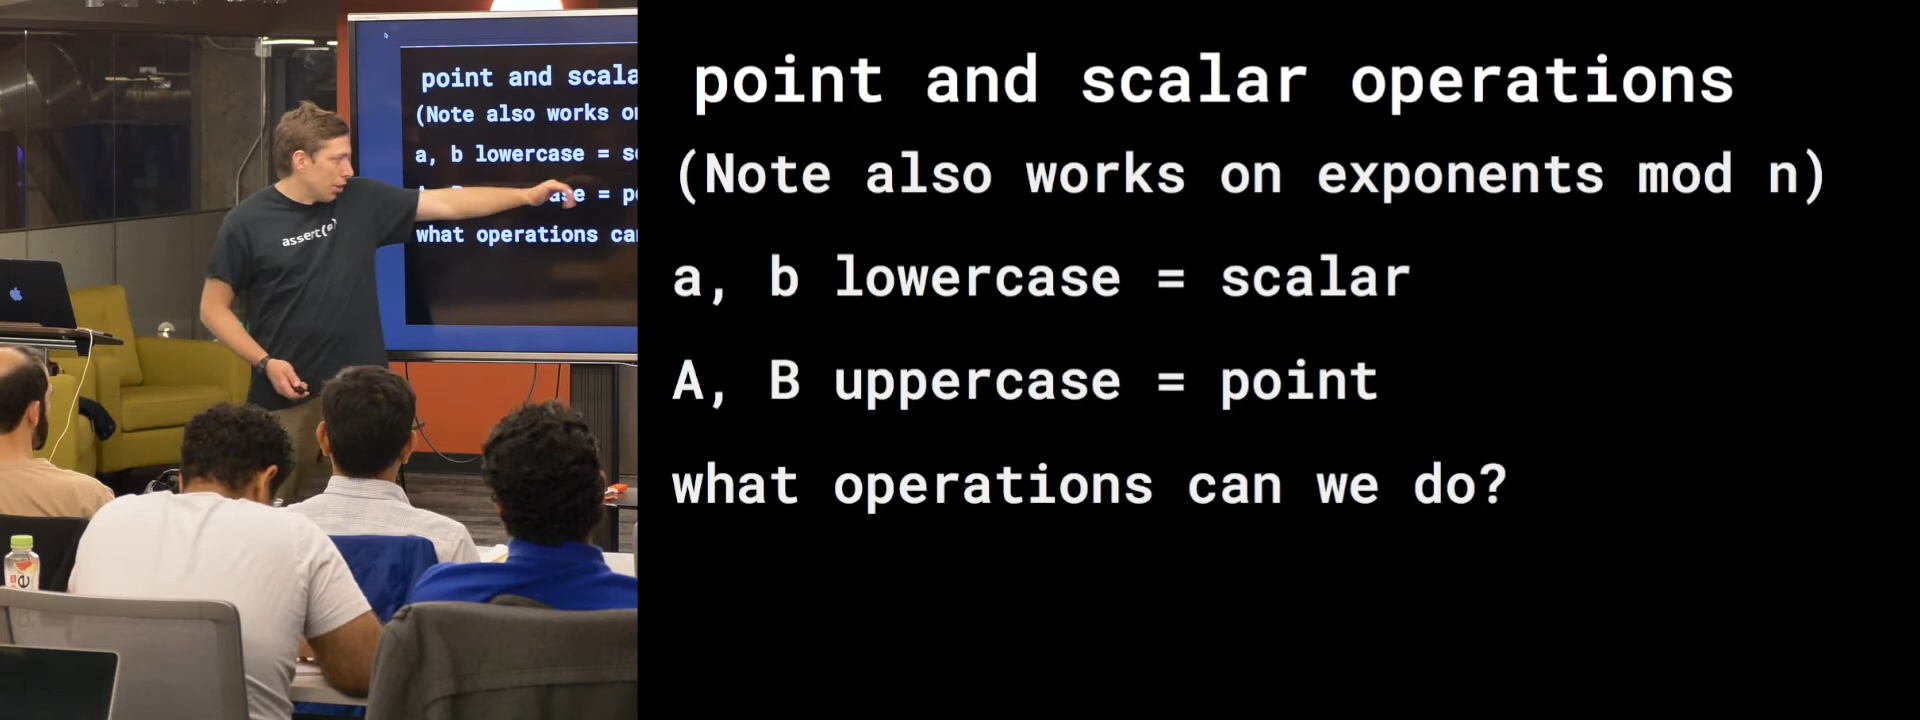 point and scala
(Note also works o
a, b lowercase = s
ase = p
what operations ca
assert(
point and scalar operations
(Note also works on exponents mod n)
a, b lowercase = scalar
A, B uppercase = point
what operations can we do?